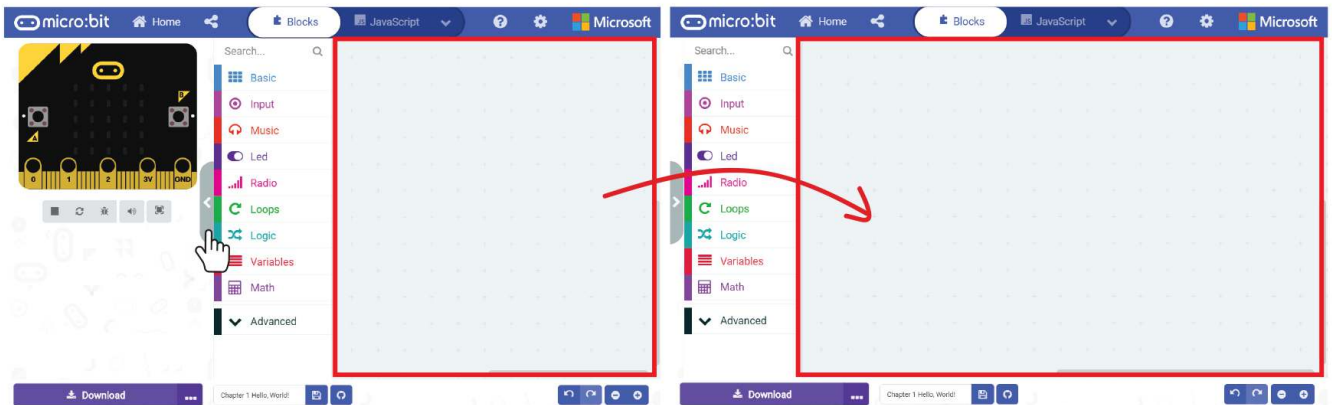 micro:bit Home Blocks JavaScript Microsoft
Search...
Basic
Input
Music
Led
Radio
Loops
Logic
Variables
Math
Advanced
B
A
0 1 2 3V GND
Download ... Chapter 1 Hello, World!
micro:bit Home Blocks JavaScript Microsoft
Search...
Basic
Input
Music
Led
Radio
Loops
Logic
Variables
Math
Advanced
Download ... Chapter 1 Hello, World!